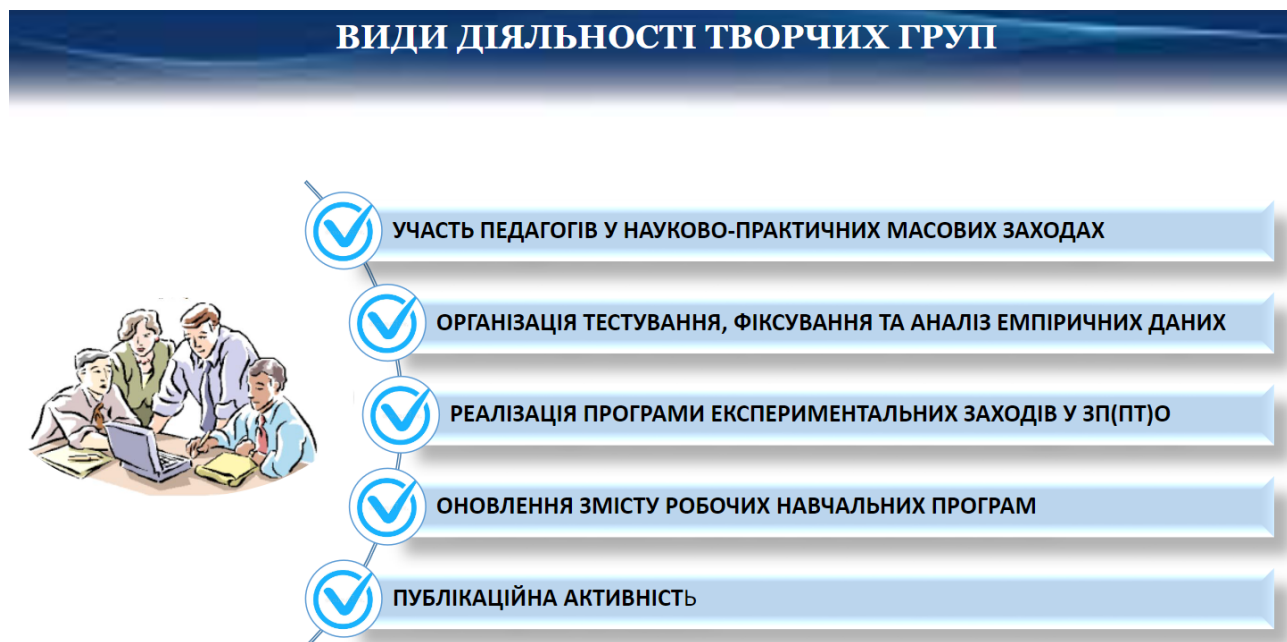 ВИДИ ДІЯЛЬНОСТІ ТВОРЧИХ ГРУП
УЧАСТЬ ПЕДАГОГІВ У НАУКОВО-ПРАКТИЧНИХ МАСОВИХ ЗАХОДАХ
ОРГАНІЗАЦІЯ ТЕСТУВАННЯ, ФІКСУВАННЯ ТА АНАЛІЗ ЕМПІРИЧНИХ ДАНИХ
РЕАЛІЗАЦІЯ ПРОГРАМИ ЕКСПЕРИМЕНТАЛЬНИХ ЗАХОДІВ У ЗП(ПТ)О
ОНОВЛЕННЯ ЗМІСТУ РОБОЧИХ НАВЧАЛЬНИХ ПРОГРАМ
ПУБЛІКАЦІЙНА АКТИВНІСТЬ